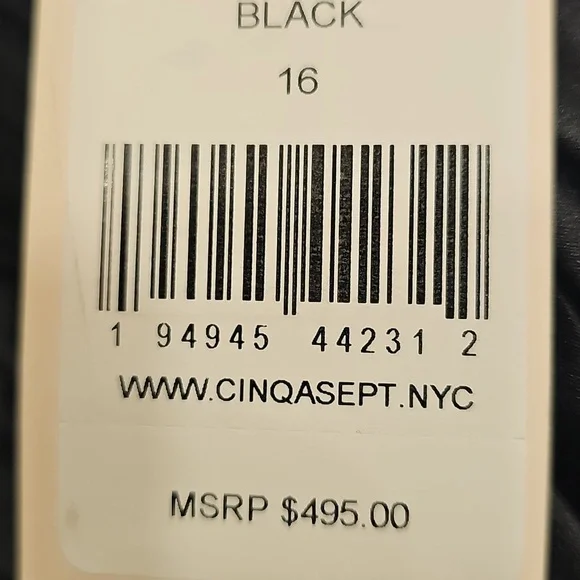 BLACK
16
1 94945 44231 2
WWW.CINQASEPT.NYC
MSRP $495.00